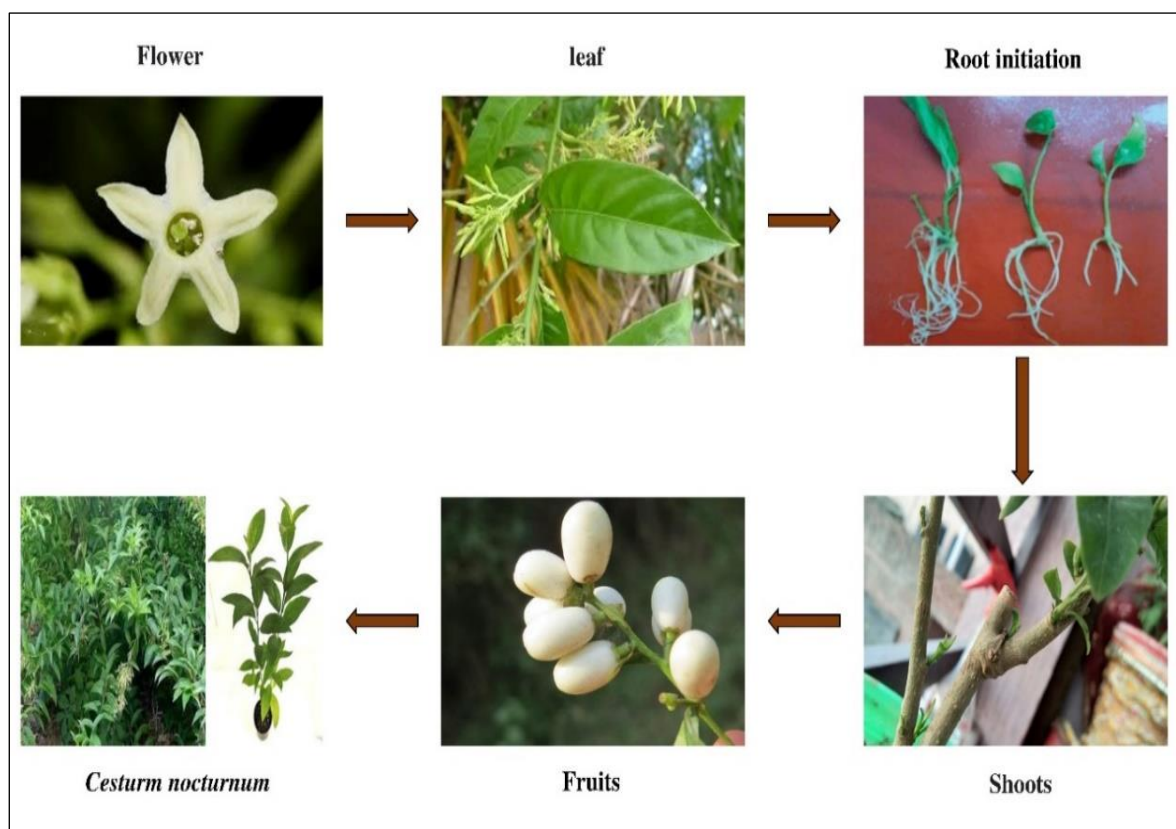 Flower
leaf
Root initiation
Cesturm nocturnum
Fruits
Shoots